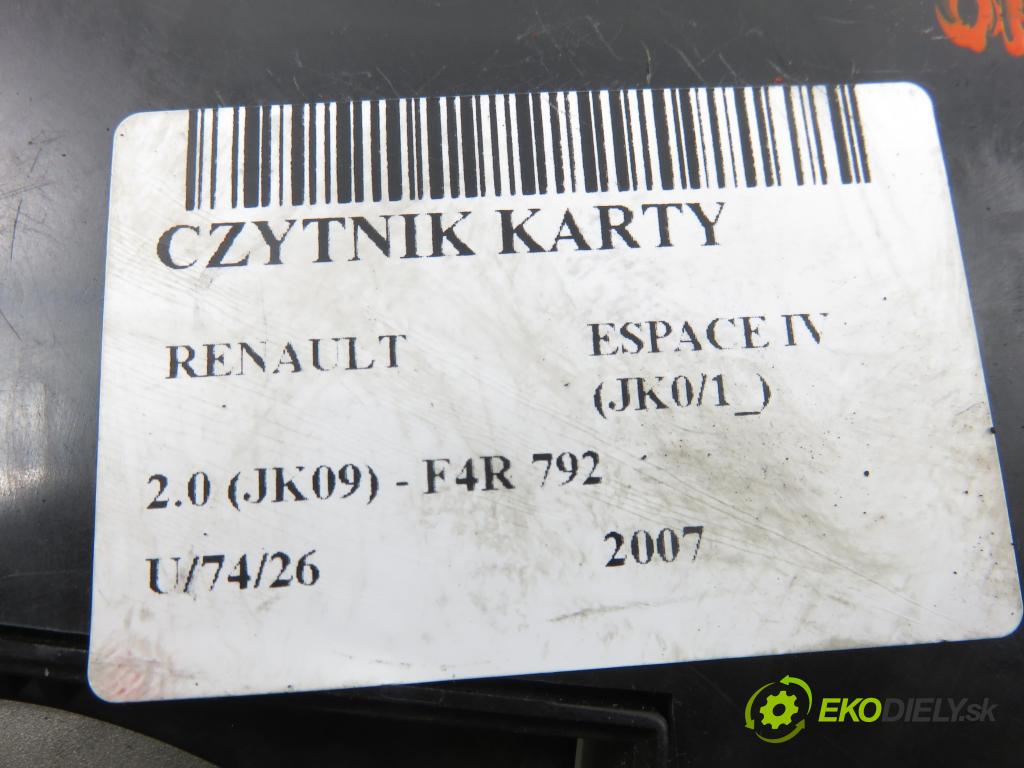 CZYTNIK KARTY
RENAULT ESPACE IV
(JK0/1_)
2.0 (JK09) - F4R 792
U/74/26 2007
EKODIELY.sk